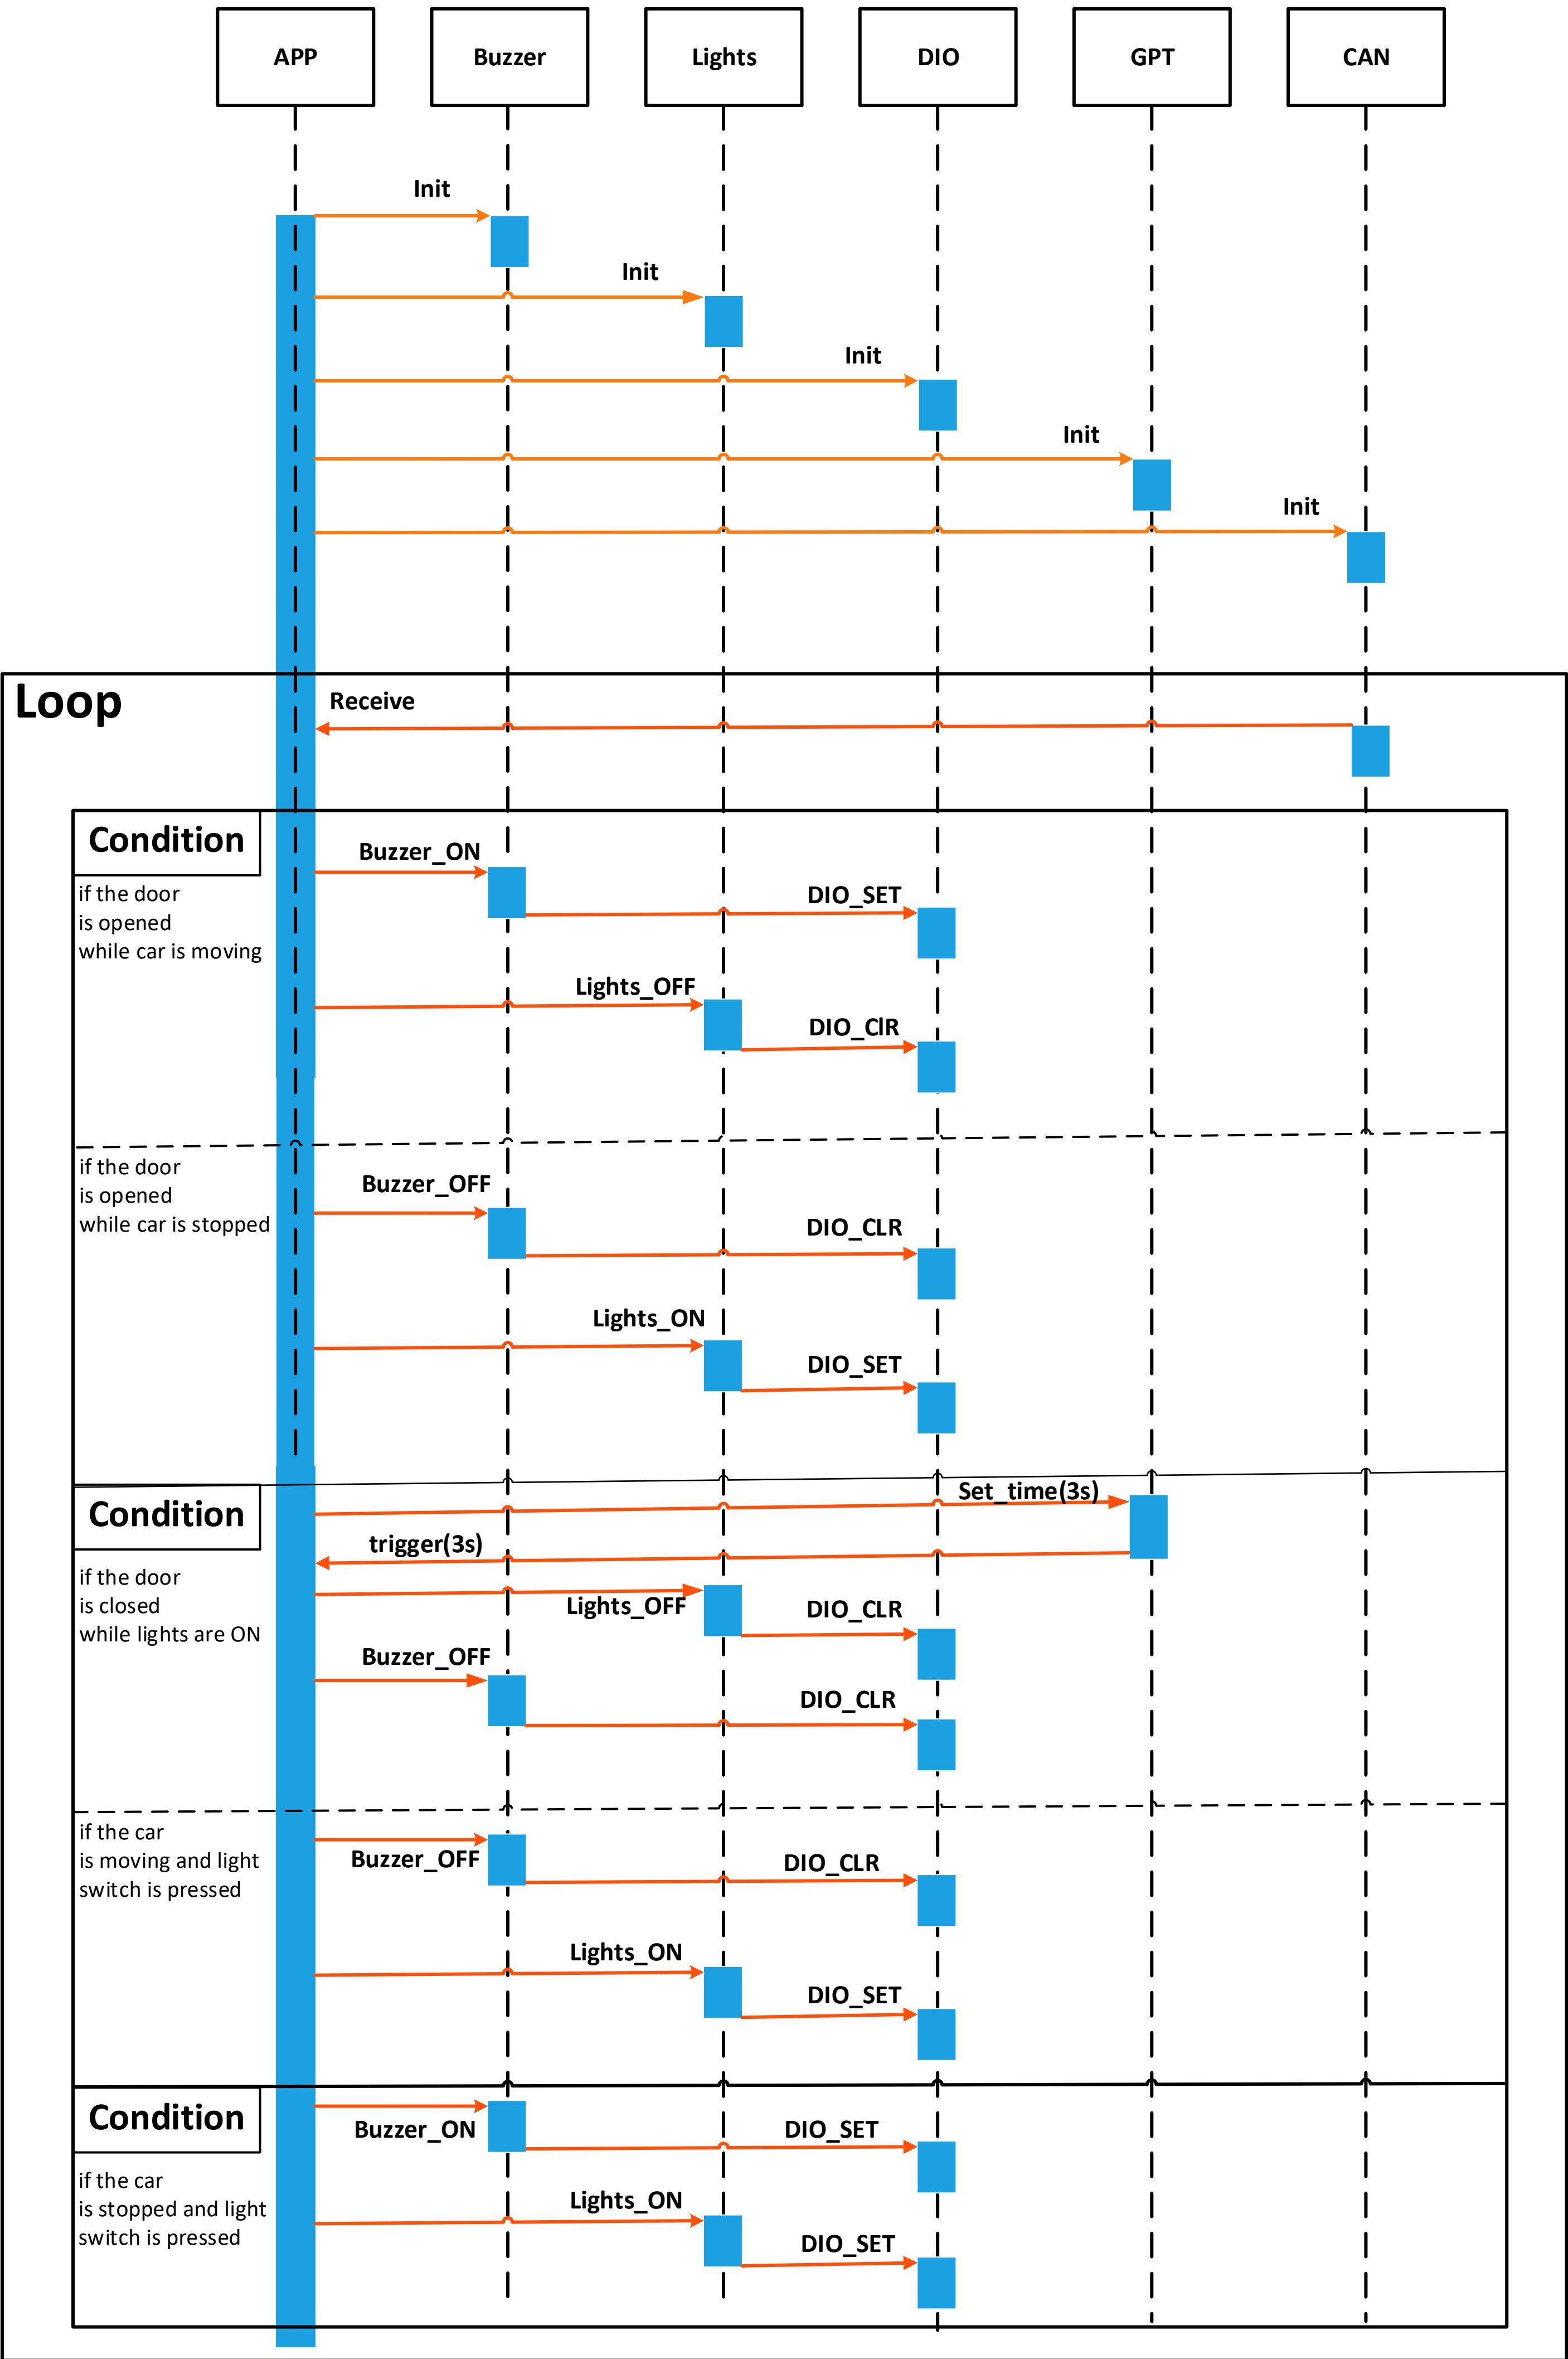 APP
Buzzer
Lights
DIO
GPT
CAN
Init
Init
Init
Init
Init
Loop
Receive
Condition
if the door
is opened
while car is moving
Buzzer_ON
DIO_SET
Lights_OFF
DIO_ClR
if the door
is opened
while car is stopped
Buzzer_OFF
DIO_CLR
Lights_ON
DIO_SET
Condition
if the door
is closed
while lights are ON
Set_time(3s)
trigger(3s)
Lights_OFF
DIO_CLR
Buzzer_OFF
DIO_CLR
if the car
is moving and light
switch is pressed
Buzzer_OFF
DIO_CLR
Lights_ON
DIO_SET
Condition
if the car
is stopped and light
switch is pressed
Buzzer_ON
DIO_SET
Lights_ON
DIO_SET